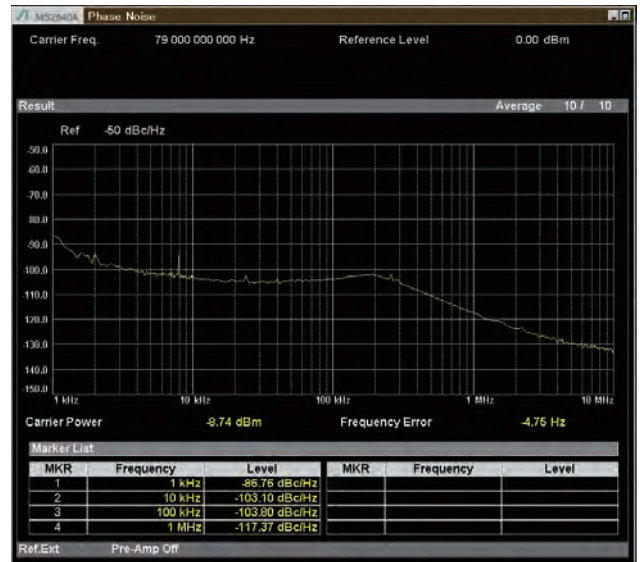 MS2840A Phase Noise
Carrier Freq. 79 000 000 000 Hz Reference Level 0.00 dBm
Result Average 10 / 10
Ref -50 dBc/Hz
-50.0
-60.0
-70.0
-80.0
-90.0
-100.0
-110.0
-120.0
-130.0
-140.0
-150.0
1 kHz 10 kHz 100 kHz 1 MHz 10 MHz
Carrier Power -8.74 dBm Frequency Error -4.75 Hz
Marker List
MKR Frequency Level MKR Frequency Level
1 1 kHz -86.76 dBc/Hz
2 10 kHz -103.10 dBc/Hz
3 100 kHz -103.80 dBc/Hz
4 1 MHz -117.37 dBc/Hz
Ref.Ext Pre-Amp Off